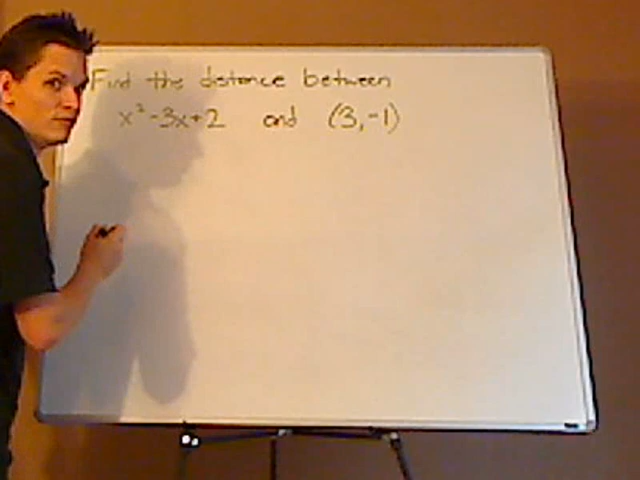 Find the distance between
x²-3x+2 and (3,-1)